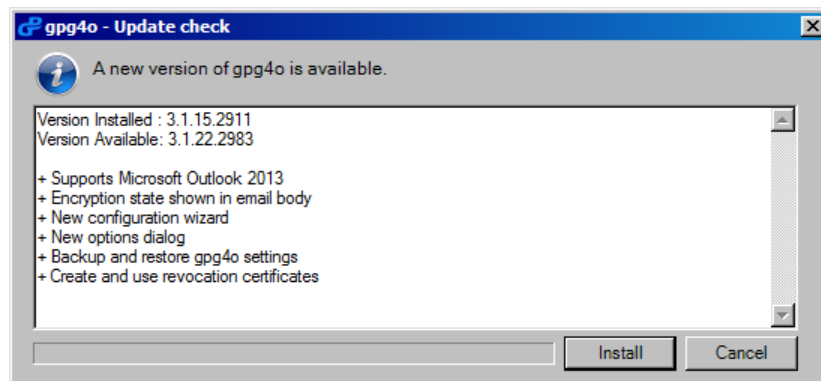 gpg4o - Update check
A new version of gpg4o is available.
Version Installed : 3.1.15.2911
Version Available: 3.1.22.2983
+ Supports Microsoft Outlook 2013
+ Encryption state shown in email body
+ New configuration wizard
+ New options dialog
+ Backup and restore gpg4o settings
+ Create and use revocation certificates
Install Cancel